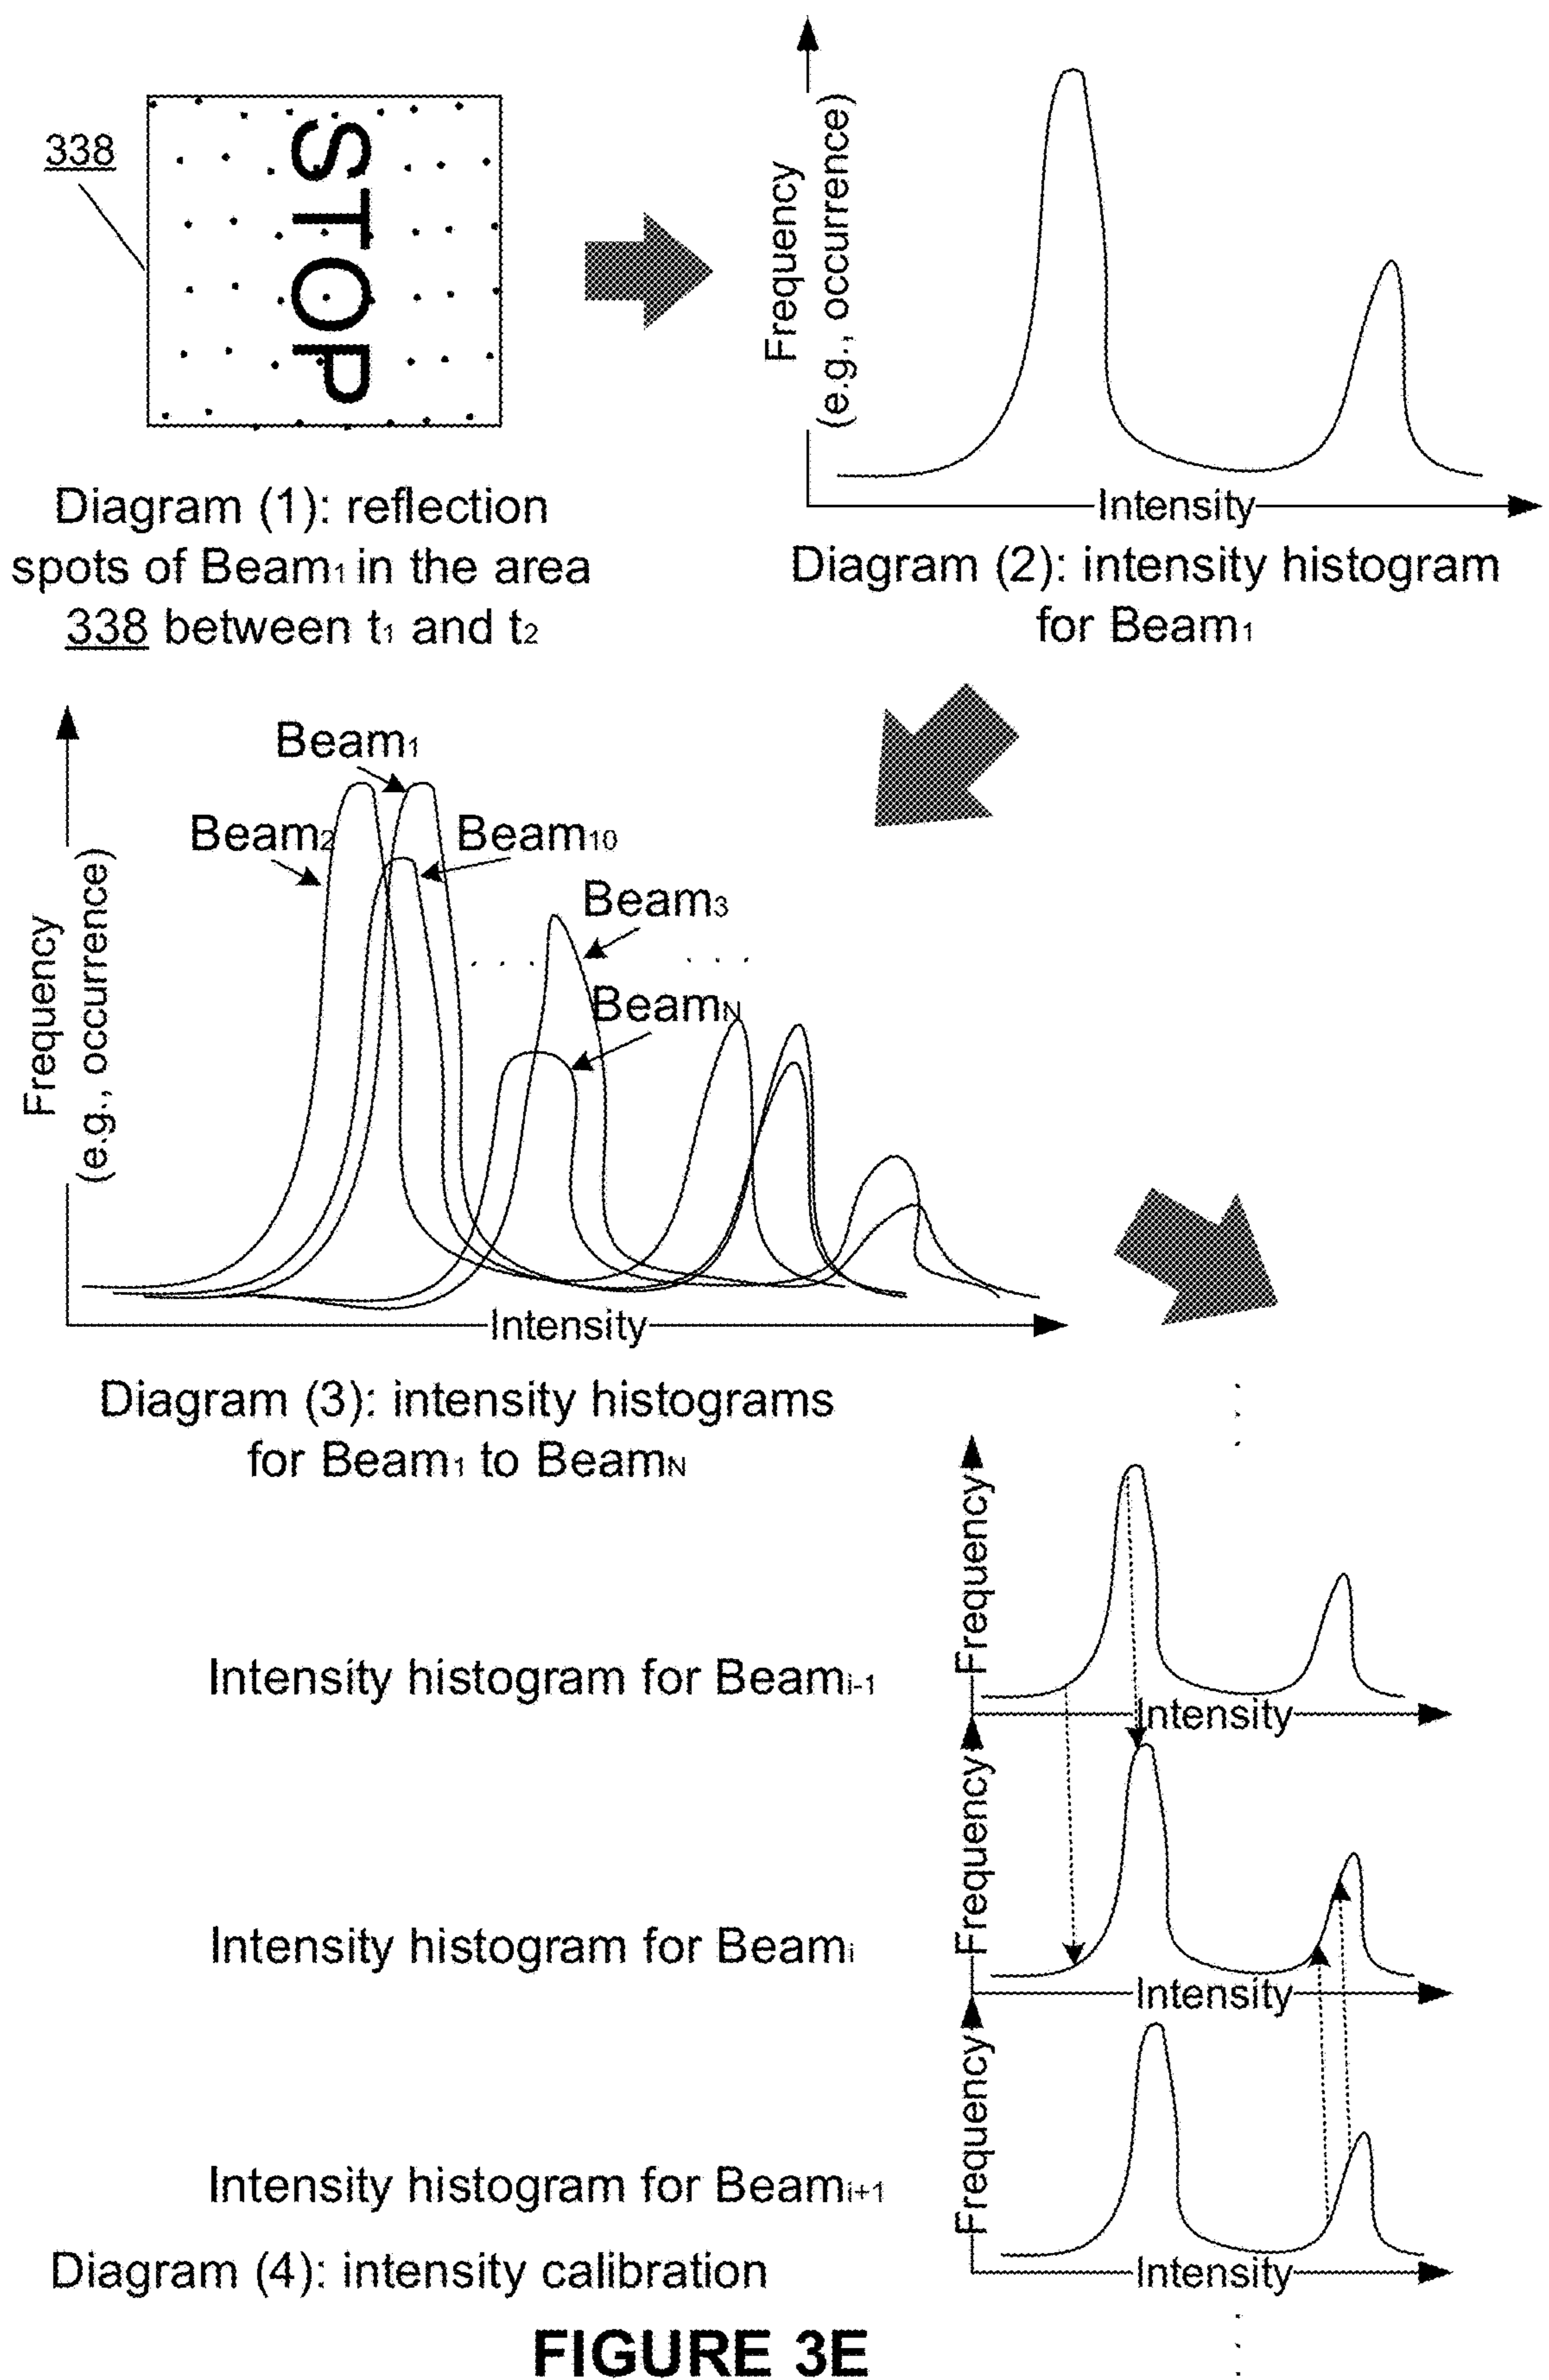 338
STOP
Diagram (1): reflection
spots of Beam₁ in the area
338 between t₁ and t₂
Frequency
(e.g., occurrence)
Intensity
Diagram (2): intensity histogram
for Beam₁
Frequency
(e.g., occurrence)
Beam₁
Beam₂
Beam₁₀
Beam₃
. . .
. . .
Beam_N
Intensity
Diagram (3): intensity histograms
for Beam₁ to Beam_N
Intensity histogram for Beamᵢ₋₁
Frequency
Intensity
Intensity histogram for Beamᵢ
Frequency
Intensity
Intensity histogram for Beamᵢ₊₁
Frequency
Intensity
Diagram (4): intensity calibration
FIGURE 3E